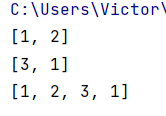 C:\Users\Victor\
[1, 2]
[3, 1]
[1, 2, 3, 1]